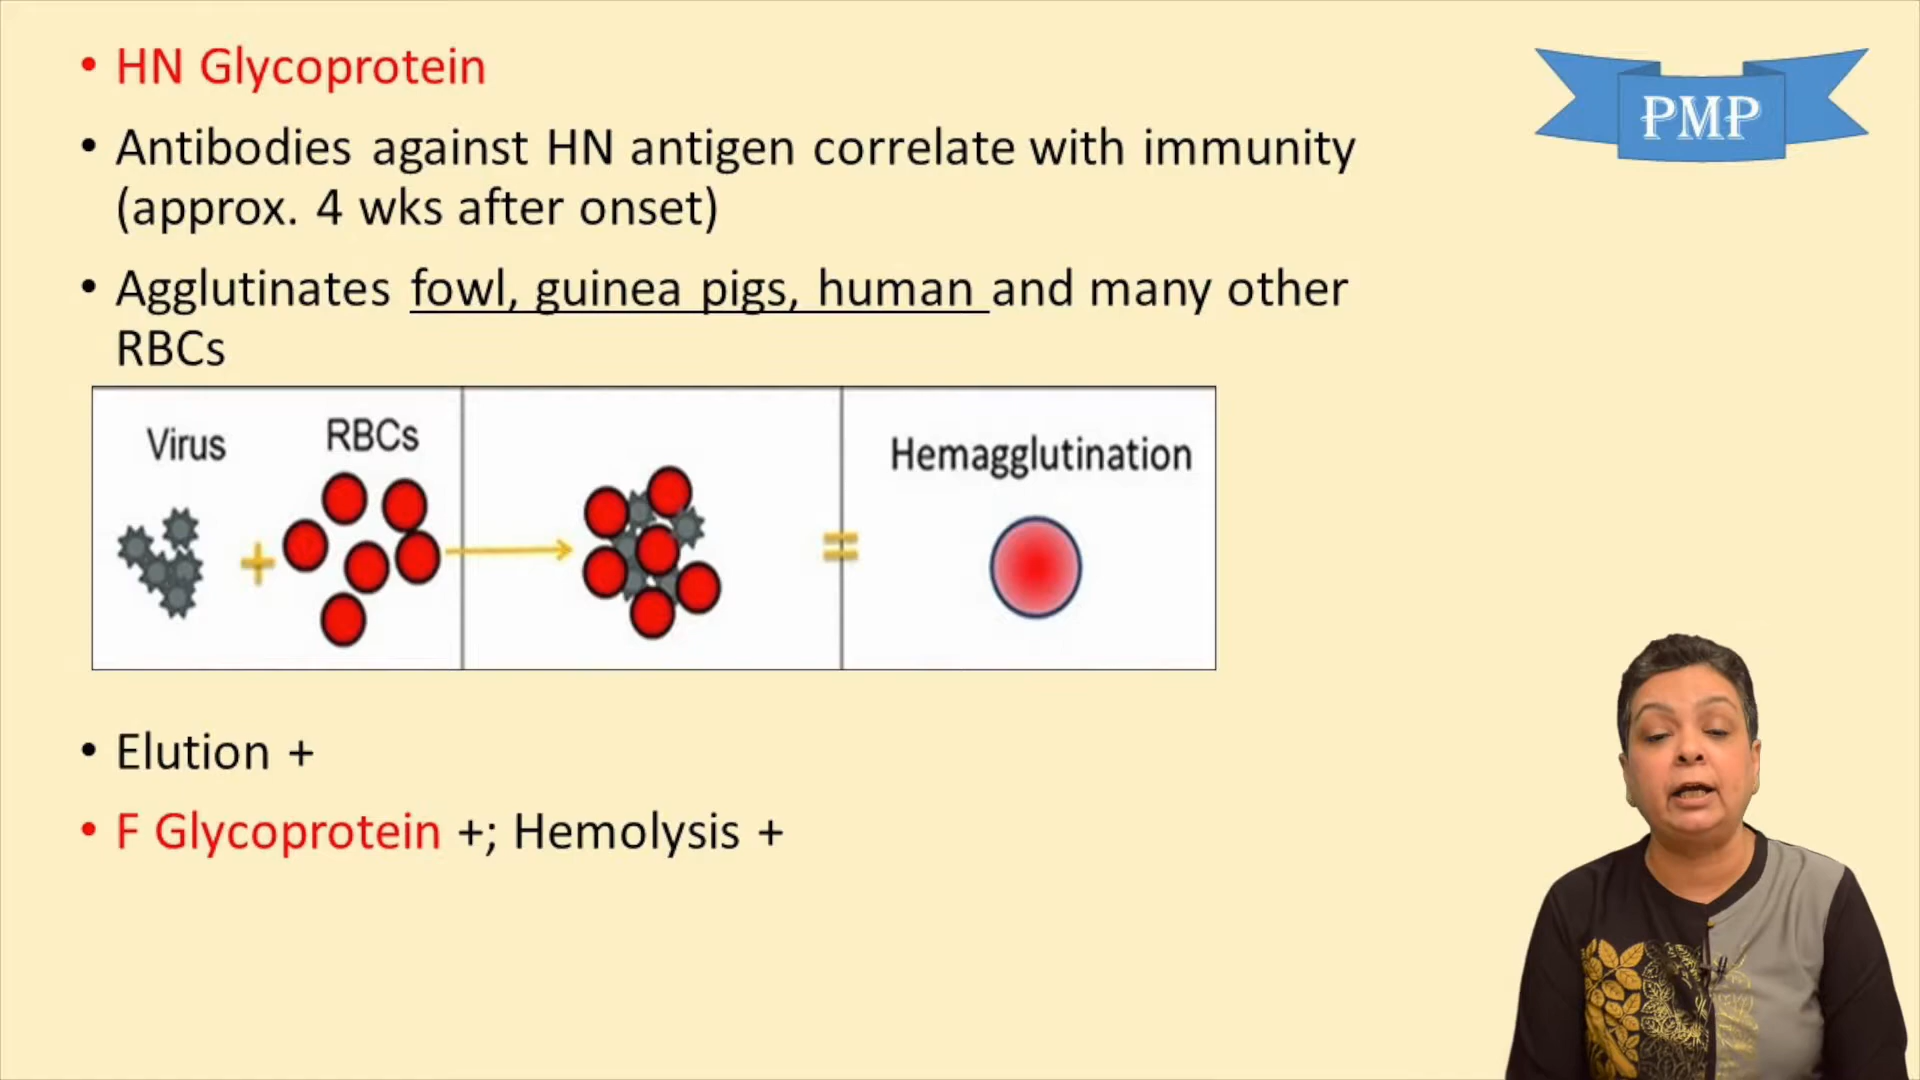 • HN Glycoprotein
PMP
• Antibodies against HN antigen correlate with immunity
(approx. 4 wks after onset)
• Agglutinates fowl, guinea pigs, human and many other
RBCs
Virus
RBCs
Hemagglutination
+
=
• Elution +
• F Glycoprotein +; Hemolysis +